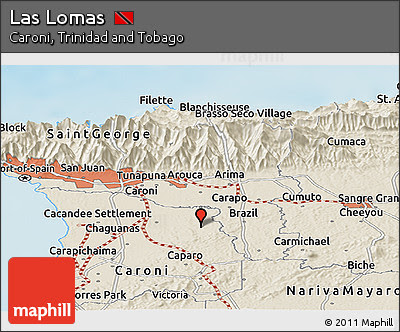 Las Lomas
Caroni, Trinidad and Tobago
Filette
Blanchisseuse
Brasso Seco Village
St. A
Block
Saint George
Cumaca
ort-of-Spain
San Juan
Tunapuna
Arouca
Arima
Caroni
Carapo
Cumuto
Sangre Gran
Cacandee Settlement
Brazil
Cheeyou
Chaguanas
Carapichaima
Carmichael
Caparo
Caroni
Biche
orres Park
Victoria
Nariva Mayaro
maphill
© 2011 Maphill